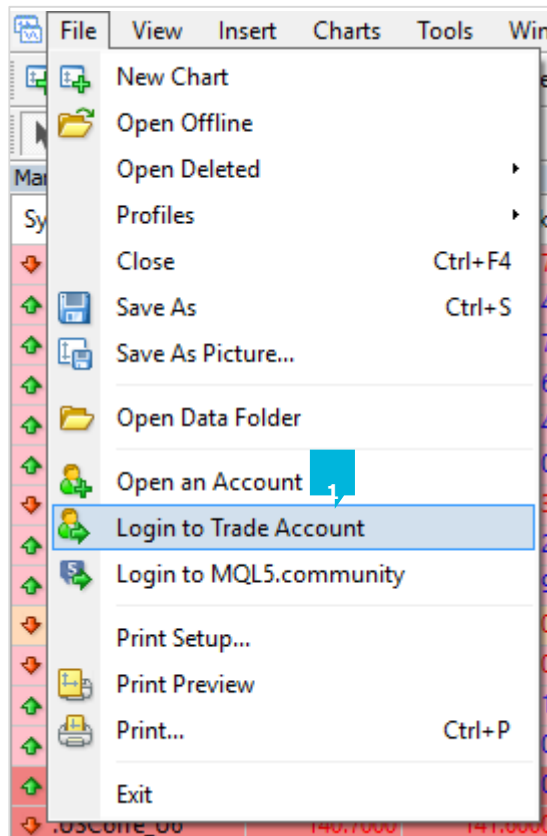 File View Insert Charts Tools
New Chart
Open Offline
Open Deleted
Profiles
Close Ctrl+F4
Save As Ctrl+S
Save As Picture...
Open Data Folder
Open an Account 1
Login to Trade Account
Login to MQL5.community
Print Setup...
Print Preview
Print... Ctrl+P
Exit